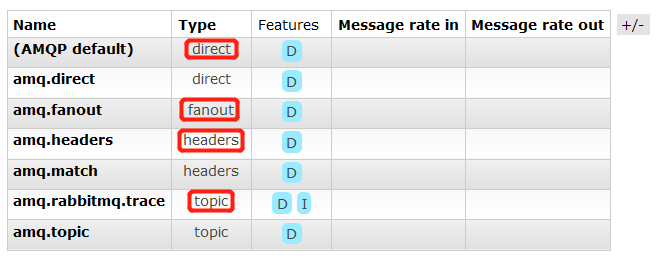 Name Type Features Message rate in Message rate out +/-
(AMQP default) direct D
amq.direct direct D
amq.fanout fanout D
amq.headers headers D
amq.match headers D
amq.rabbitmq.trace topic D I
amq.topic topic D